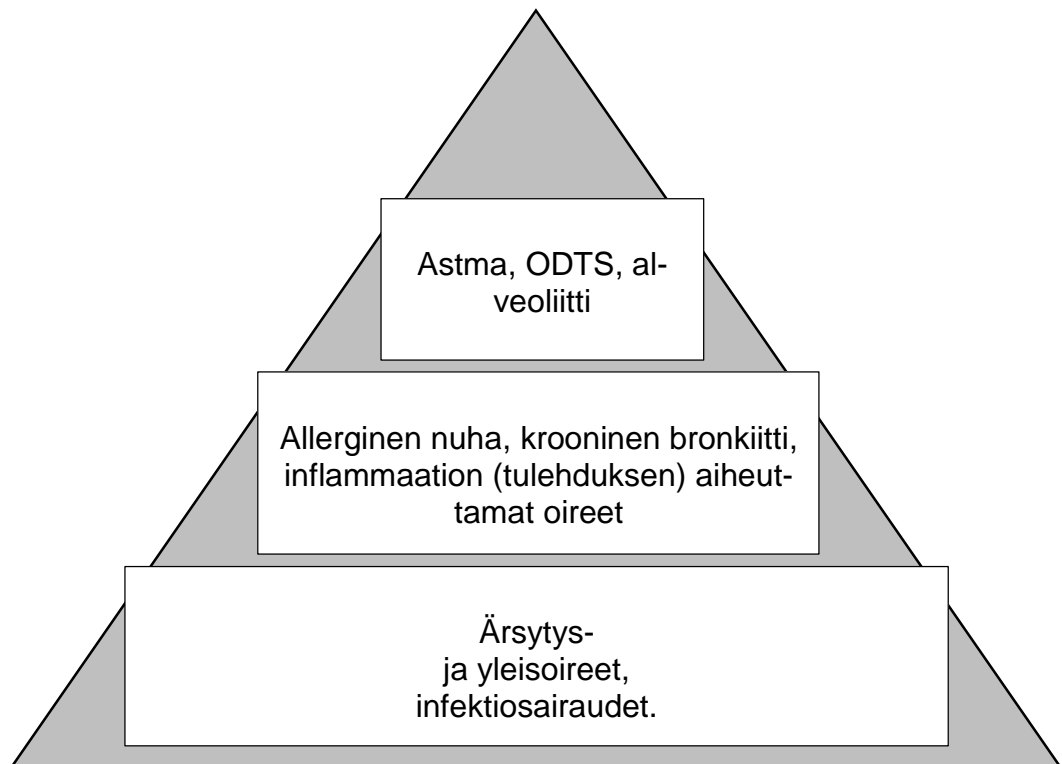 Astma, ODTS, al-
veoliitti
Allerginen nuha, krooninen bronkiitti,
inflammaation (tulehduksen) aiheut-
tamat oireet
Ärsytys-
ja yleisoireet,
infektiosairaudet.